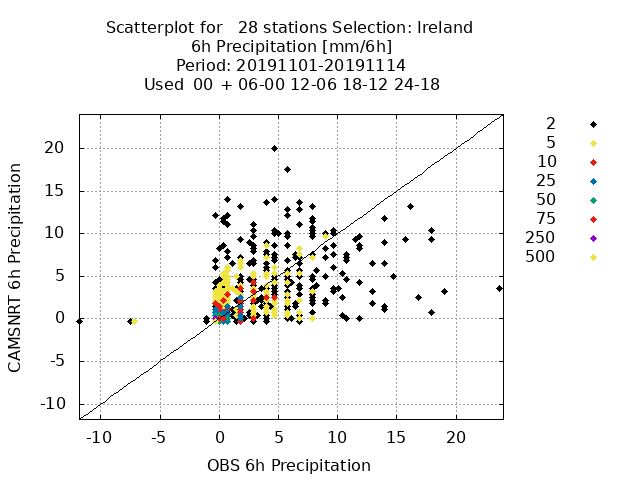 Scatterplot for   28 stations Selection: Ireland
6h Precipitation [mm/6h]
Period: 20191101-20191114
Used  00 + 06-00 12-06 18-12 24-18
2
5
10
25
50
75
250
500
20
15
10
5
0
-5
-10
CAMSNRT 6h Precipitation
-10 -5 0 5 10 15 20
OBS 6h Precipitation